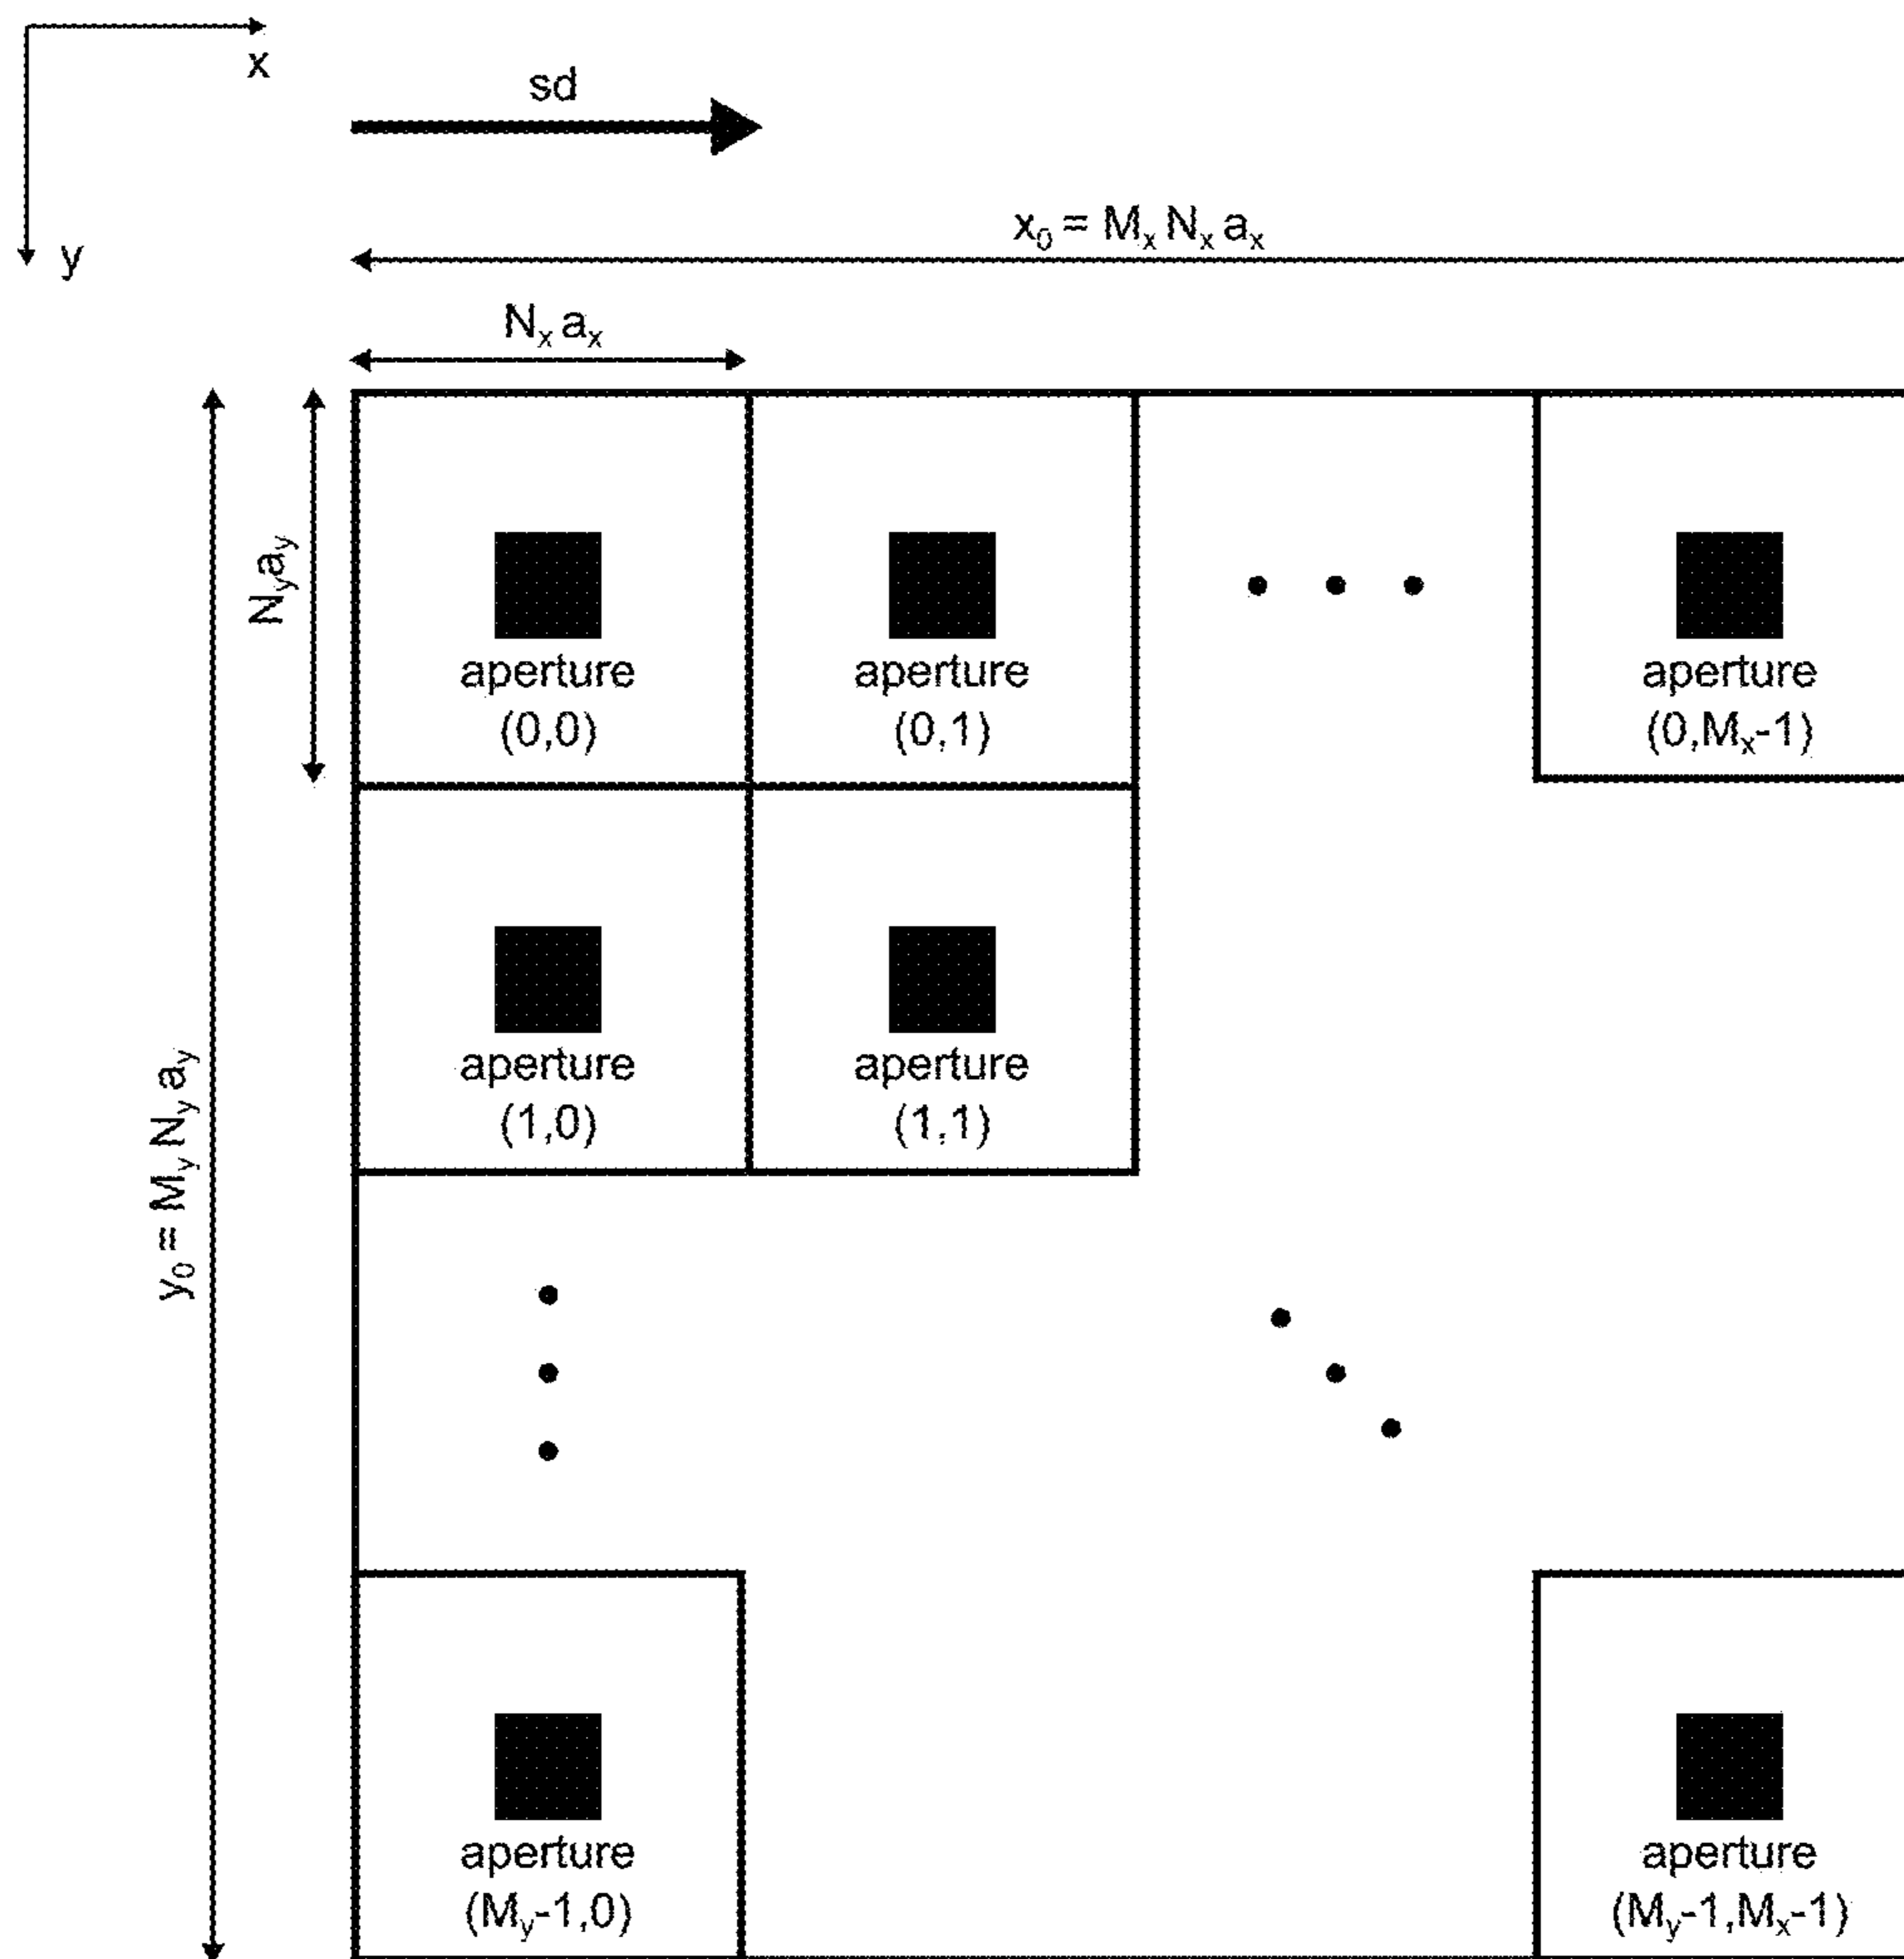 x
sd
y
x₀ = Mₓ Nₓ aₓ
Nₓ aₓ
Nᵧaᵧ
aperture
(0,0)
aperture
(0,1)
aperture
(0,Mₓ-1)
y₀ = Mᵧ Nᵧ aᵧ
aperture
(1,0)
aperture
(1,1)
aperture
(Mᵧ-1,0)
aperture
(Mᵧ-1,Mₓ-1)